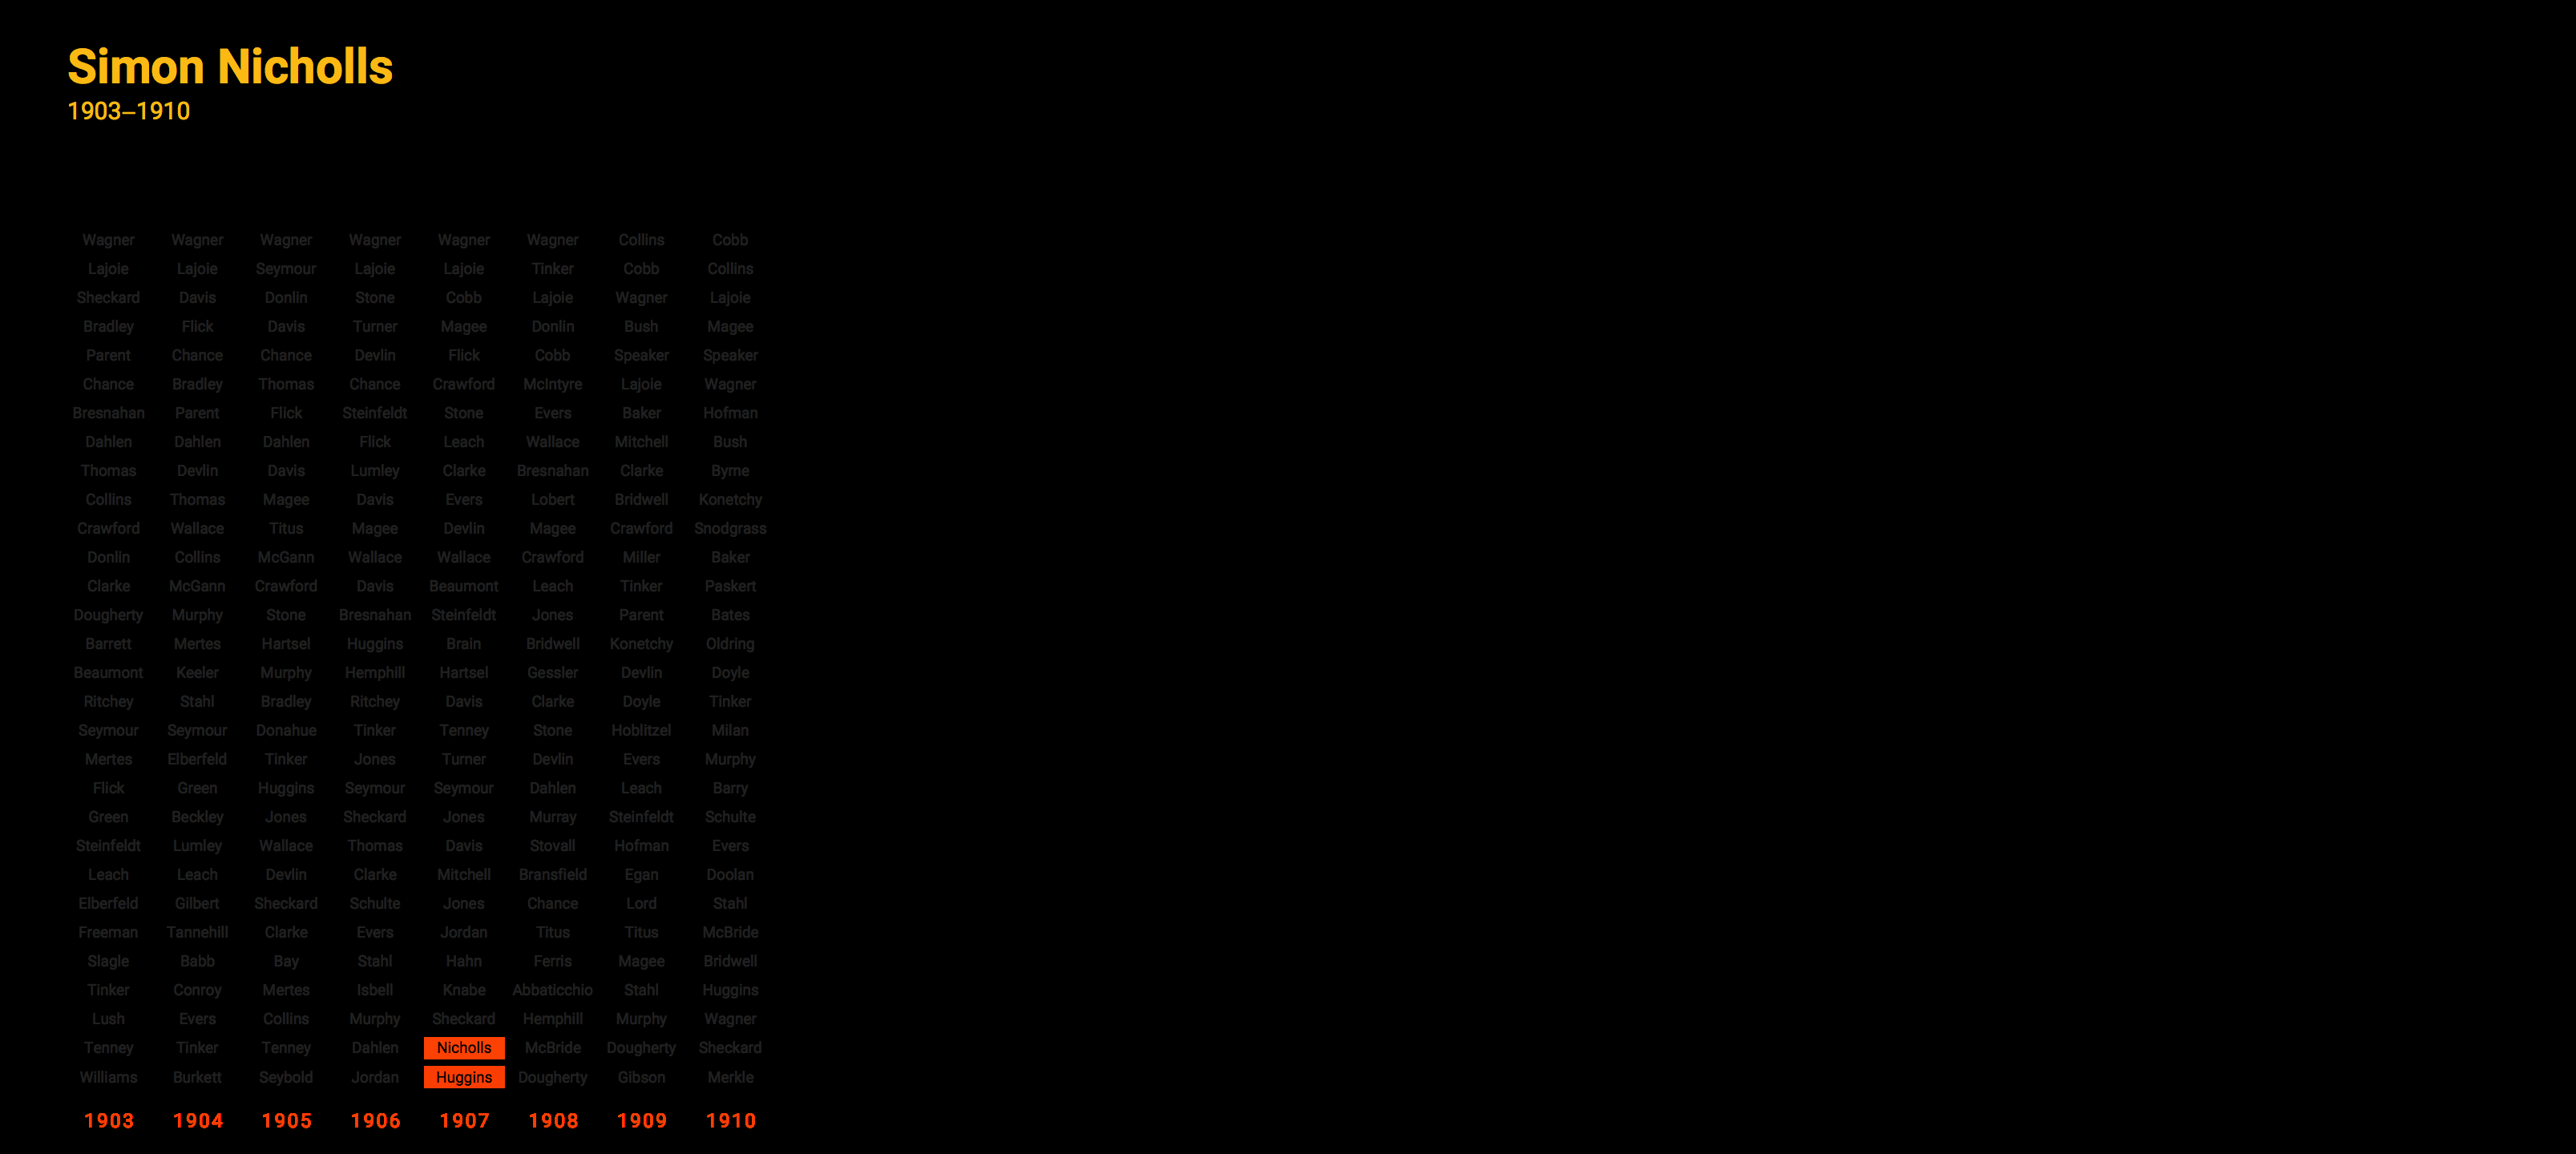 Simon Nicholls
1903–1910
Wagner Wagner Wagner Wagner Wagner Wagner Collins Cobb
Lajoie Lajoie Seymour Lajoie Lajoie Tinker Cobb Collins
Sheckard Davis Donlin Stone Cobb Lajoie Wagner Lajoie
Bradley Flick Davis Turner Magee Donlin Bush Magee
Parent Chance Chance Devlin Flick Cobb Speaker Speaker
Chance Bradley Thomas Chance Crawford McIntyre Lajoie Wagner
Bresnahan Parent Flick Steinfeldt Stone Evers Baker Hofman
Dahlen Dahlen Dahlen Flick Leach Wallace Mitchell Bush
Thomas Devlin Davis Lumley Clarke Bresnahan Clarke Byrne
Collins Thomas Magee Davis Evers Lobert Bridwell Konetchy
Crawford Wallace Titus Magee Devlin Magee Crawford Snodgrass
Donlin Collins McGann Wallace Wallace Crawford Miller Baker
Clarke McGann Crawford Davis Beaumont Leach Tinker Paskert
Dougherty Murphy Stone Bresnahan Steinfeldt Jones Parent Bates
Barrett Mertes Hartsel Huggins Brain Bridwell Konetchy Oldring
Beaumont Keeler Murphy Hemphill Hartsel Gessler Devlin Doyle
Ritchey Stahl Bradley Ritchey Davis Clarke Doyle Tinker
Seymour Seymour Donahue Tinker Tenney Stone Hoblitzel Milan
Mertes Elberfeld Tinker Jones Turner Devlin Evers Murphy
Flick Green Huggins Seymour Seymour Dahlen Leach Barry
Green Beckley Jones Sheckard Jones Murray Steinfeldt Schulte
Steinfeldt Lumley Wallace Thomas Davis Stovall Hofman Evers
Leach Leach Devlin Clarke Mitchell Bransfield Egan Doolan
Elberfeld Gilbert Sheckard Schulte Jones Chance Lord Stahl
Freeman Tannehill Clarke Evers Jordan Titus Titus McBride
Slagle Babb Bay Stahl Hahn Ferris Magee Bridwell
Tinker Conroy Mertes Isbell Knabe Abbaticchio Stahl Huggins
Lush Evers Collins Murphy Sheckard Hemphill Murphy Wagner
Tenney Tinker Tenney Dahlen Nicholls McBride Dougherty Sheckard
Williams Burkett Seybold Jordan Huggins Dougherty Gibson Merkle
1903 1904 1905 1906 1907 1908 1909 1910